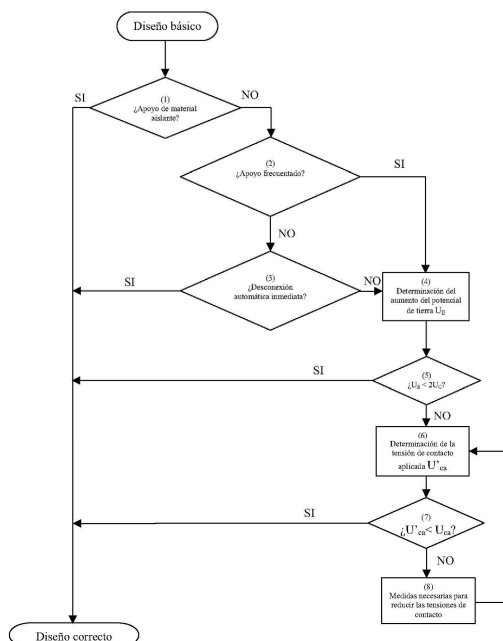 Diseño básico
SI
(1)
¿Apoyo de material
aislante?
NO
(2)
¿Apoyo frecuentado?
SI
NO
SI
(3)
¿Desconexión
automática inmediata?
NO
(4)
Determinación del
aumento del potencial
de tierra UE
SI
(5)
¿UE < 2UC?
NO
(6)
Determinación de la
tensión de contacto
aplicada U'ca
SI
(7)
¿U'ca< Uca?
NO
(8)
Medidas necesarias para
reducir las tensiones de
contacto
Diseño correcto